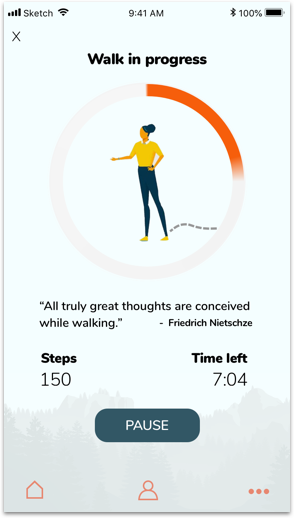 Sketch 9:41 AM 100%
X
Walk in progress
“All truly great thoughts are conceived
while walking.” - Friedrich Nietschze
Steps Time left
150 7:04
PAUSE